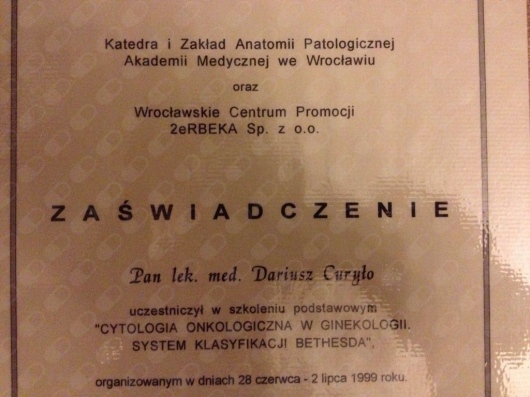 Katedra i Zakład Anatomii Patologicznej
Akademii Medycznej we Wrocławiu
oraz
Wrocławskie Centrum Promocji
2eRBEKA Sp. z o.o.
ZAŚWIADCZENIE
Pan lek. med. Dariusz Curyło
uczestniczył w szkoleniu podstawowym
"CYTOLOGIA ONKOLOGICZNA W GINEKOLOGII.
SYSTEM KLASYFIKACJI BETHESDA",
organizowanym w dniach 28 czerwca - 2 lipca 1999 roku.